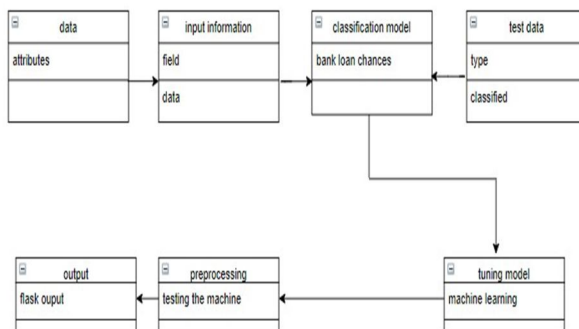 data
attributes
input information
field
data
classification model
bank loan chances
test data
type
classified
output
flask ouput
preprocessing
testing the machine
tuning model
machine learning